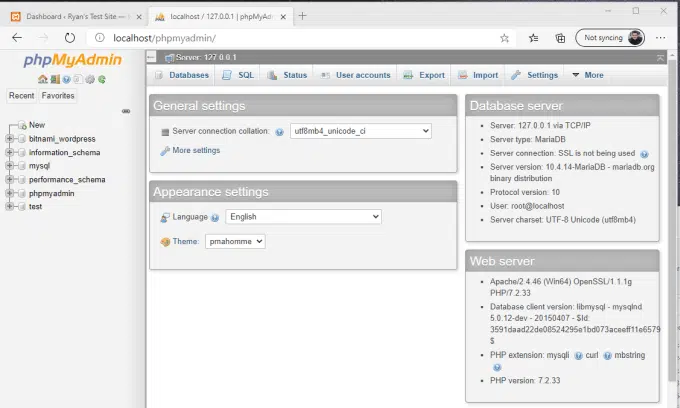 Dashboard ‹ Ryan's Test Site —
localhost / 127.0.0.1 | phpMyAd
localhost/phpmyadmin/
Not syncing
phpMyAdmin
Recent Favorites
New
bitnami_wordpress
information_schema
mysql
performance_schema
phpmyadmin
test
Server: 127.0.0.1
Databases SQL Status User accounts Export Import Settings More
General settings
Server connection collation: utf8mb4_unicode_ci
More settings
Appearance settings
Language English
Theme: pmahomme
Database server
Server: 127.0.0.1 via TCP/IP
Server type: MariaDB
Server connection: SSL is not being used
Server version: 10.4.14-MariaDB - mariadb.org
binary distribution
Protocol version: 10
User: root@localhost
Server charset: UTF-8 Unicode (utf8mb4)
Web server
Apache/2.4.46 (Win64) OpenSSL/1.1.1g
PHP/7.2.33
Database client version: libmysql - mysqlnd
5.0.12-dev - 20150407 - $Id:
3591daad22de08524295e1bd073aceeff11e6579
$
PHP extension: mysqli curl mbstring
PHP version: 7.2.33